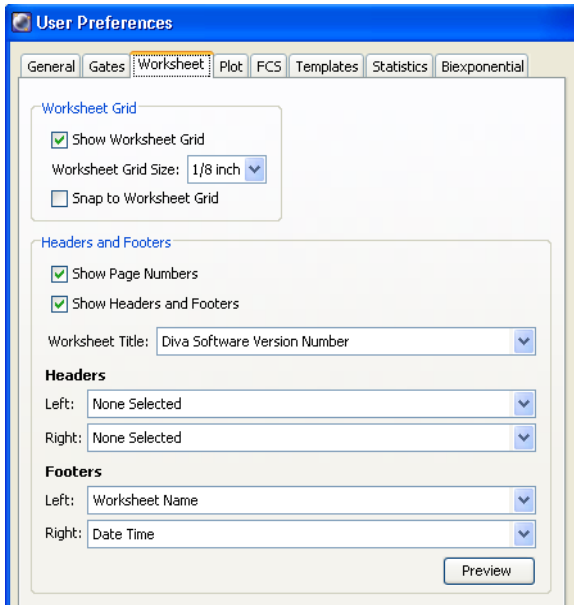 User Preferences
General Gates Worksheet Plot FCS Templates Statistics Biexponential
Worksheet Grid
Show Worksheet Grid
Worksheet Grid Size: 1/8 inch
Snap to Worksheet Grid
Headers and Footers
Show Page Numbers
Show Headers and Footers
Worksheet Title: Diva Software Version Number
Headers
Left: None Selected
Right: None Selected
Footers
Left: Worksheet Name
Right: Date Time
Preview